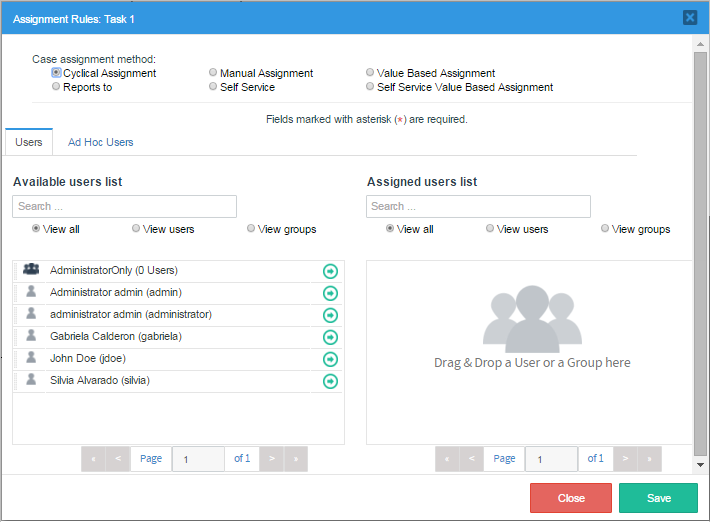 Assignment Rules: Task 1
Case assignment method:
Cyclical Assignment Manual Assignment Value Based Assignment
Reports to Self Service Self Service Value Based Assignment
Fields marked with asterisk (*) are required.
Users Ad Hoc Users
Available users list Assigned users list
Search ... Search ...
View all View users View groups View all View users View groups
AdministratorOnly (0 Users)
Administrator admin (admin)
administrator admin (administrator)
Gabriela Calderon (gabriela)
John Doe (jdoe)
Silvia Alvarado (silvia)
Drag & Drop a User or a Group here
« < Page 1 of 1 > » « < Page 1 of 1 > »
Close Save